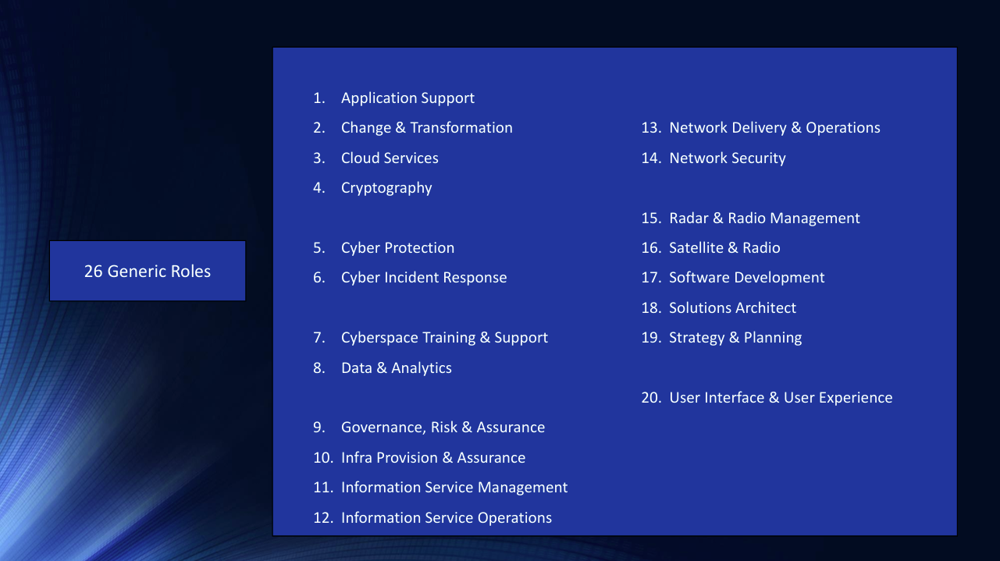 26 Generic Roles
1. Application Support
2. Change & Transformation
3. Cloud Services
4. Cryptography
5. Cyber Protection
6. Cyber Incident Response
7. Cyberspace Training & Support
8. Data & Analytics
9. Governance, Risk & Assurance
10. Infra Provision & Assurance
11. Information Service Management
12. Information Service Operations
13. Network Delivery & Operations
14. Network Security
15. Radar & Radio Management
16. Satellite & Radio
17. Software Development
18. Solutions Architect
19. Strategy & Planning
20. User Interface & User Experience